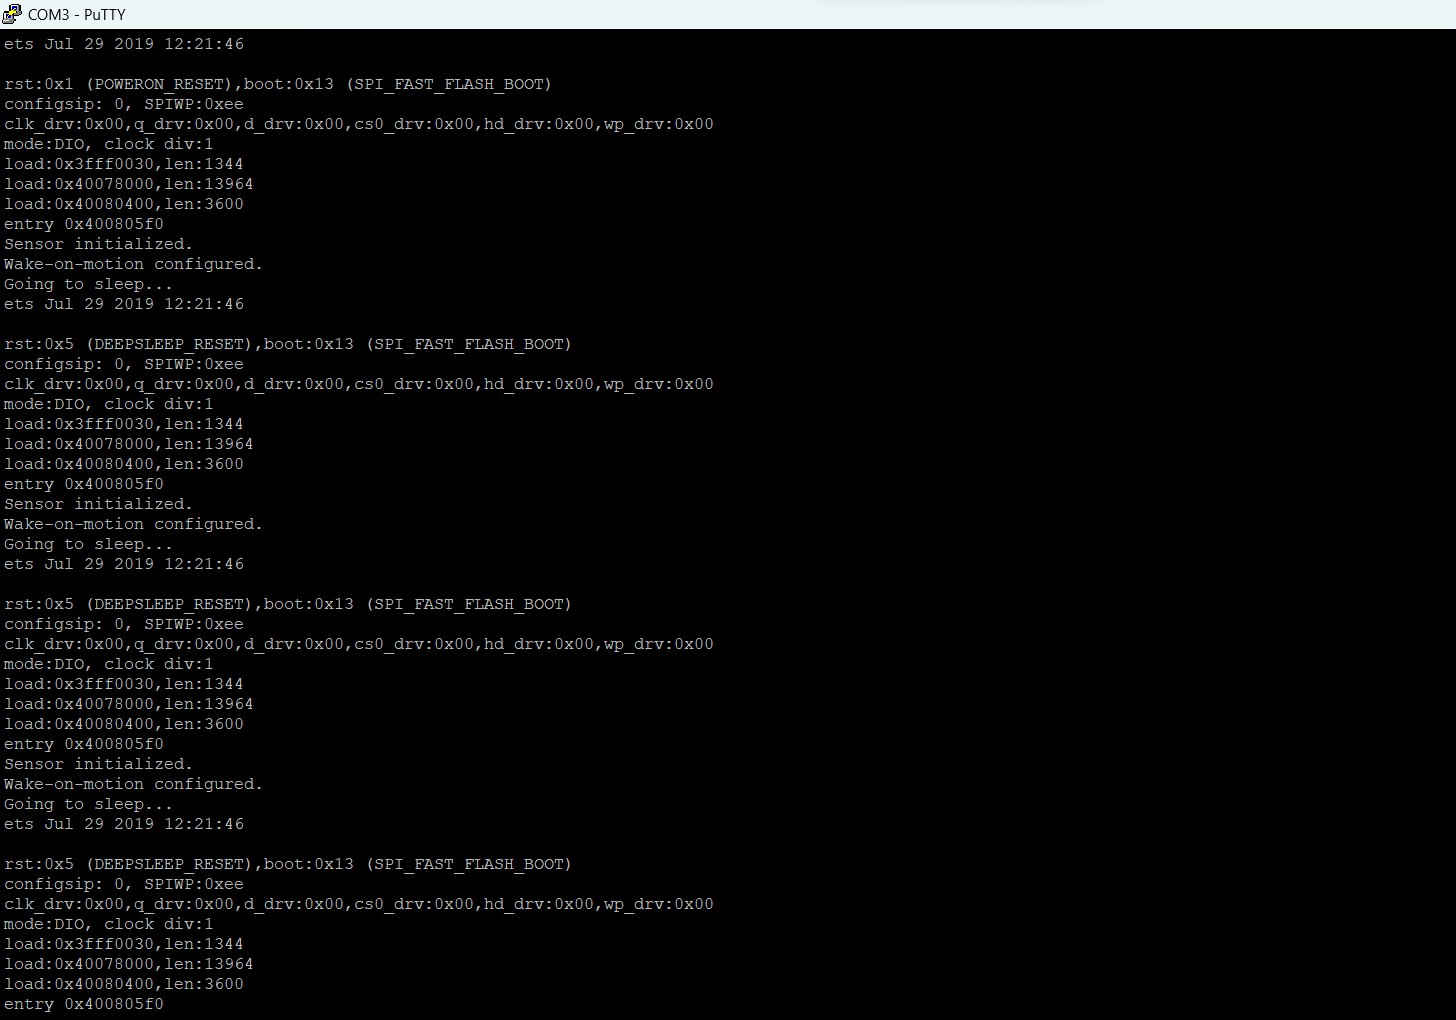 COM3 - PuTTY
ets Jul 29 2019 12:21:46
rst:0x1 (POWERON_RESET),boot:0x13 (SPI_FAST_FLASH_BOOT)
configsip: 0, SPIWP:0xee
clk_drv:0x00,q_drv:0x00,d_drv:0x00,cs0_drv:0x00,hd_drv:0x00,wp_drv:0x00
mode:DIO, clock div:1
load:0x3fff0030,len:1344
load:0x40078000,len:13964
load:0x40080400,len:3600
entry 0x400805f0
Sensor initialized.
Wake-on-motion configured.
Going to sleep...
ets Jul 29 2019 12:21:46
rst:0x5 (DEEPSLEEP_RESET),boot:0x13 (SPI_FAST_FLASH_BOOT)
configsip: 0, SPIWP:0xee
clk_drv:0x00,q_drv:0x00,d_drv:0x00,cs0_drv:0x00,hd_drv:0x00,wp_drv:0x00
mode:DIO, clock div:1
load:0x3fff0030,len:1344
load:0x40078000,len:13964
load:0x40080400,len:3600
entry 0x400805f0
Sensor initialized.
Wake-on-motion configured.
Going to sleep...
ets Jul 29 2019 12:21:46
rst:0x5 (DEEPSLEEP_RESET),boot:0x13 (SPI_FAST_FLASH_BOOT)
configsip: 0, SPIWP:0xee
clk_drv:0x00,q_drv:0x00,d_drv:0x00,cs0_drv:0x00,hd_drv:0x00,wp_drv:0x00
mode:DIO, clock div:1
load:0x3fff0030,len:1344
load:0x40078000,len:13964
load:0x40080400,len:3600
entry 0x400805f0
Sensor initialized.
Wake-on-motion configured.
Going to sleep...
ets Jul 29 2019 12:21:46
rst:0x5 (DEEPSLEEP_RESET),boot:0x13 (SPI_FAST_FLASH_BOOT)
configsip: 0, SPIWP:0xee
clk_drv:0x00,q_drv:0x00,d_drv:0x00,cs0_drv:0x00,hd_drv:0x00,wp_drv:0x00
mode:DIO, clock div:1
load:0x3fff0030,len:1344
load:0x40078000,len:13964
load:0x40080400,len:3600
entry 0x400805f0